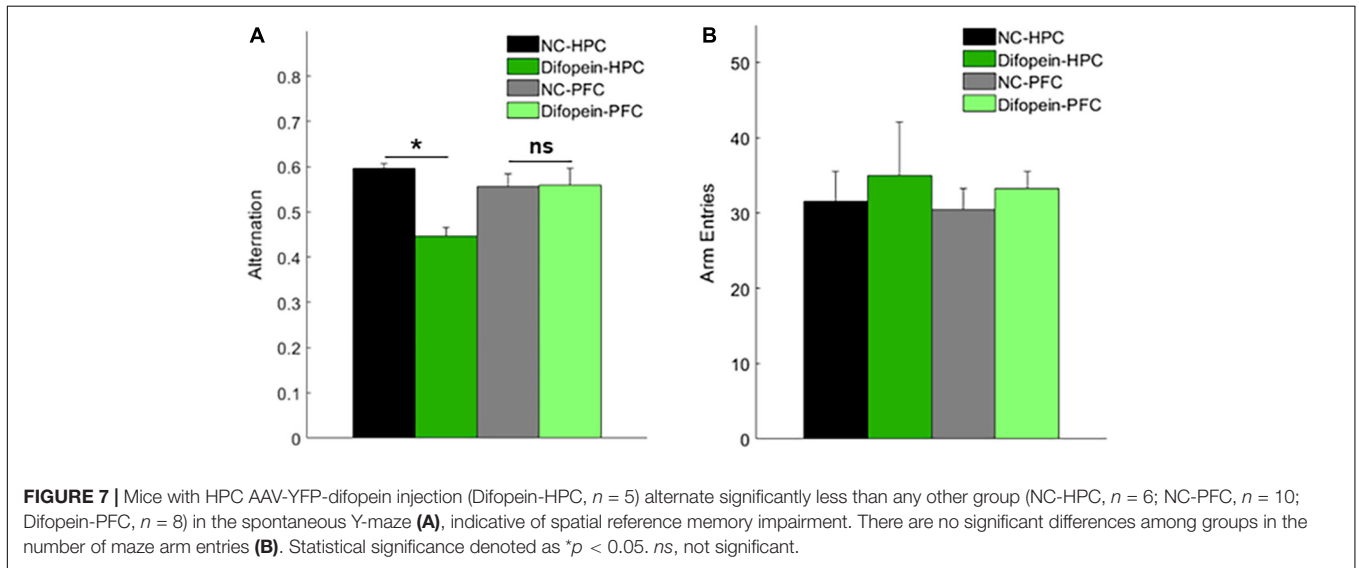 A
Alternation
0.8
0.7
0.6
0.5
0.4
0.3
0.2
0.1
0
NC-HPC
Difopein-HPC
NC-PFC
Difopein-PFC
*
ns
B
Arm Entries
50
40
30
20
10
0
NC-HPC
Difopein-HPC
NC-PFC
Difopein-PFC
FIGURE 7 | Mice with HPC AAV-YFP-difopein injection (Difopein-HPC, n = 5) alternate significantly less than any other group (NC-HPC, n = 6; NC-PFC, n = 10;
Difopein-PFC, n = 8) in the spontaneous Y-maze (A), indicative of spatial reference memory impairment. There are no significant differences among groups in the
number of maze arm entries (B). Statistical significance denoted as *p < 0.05. ns, not significant.